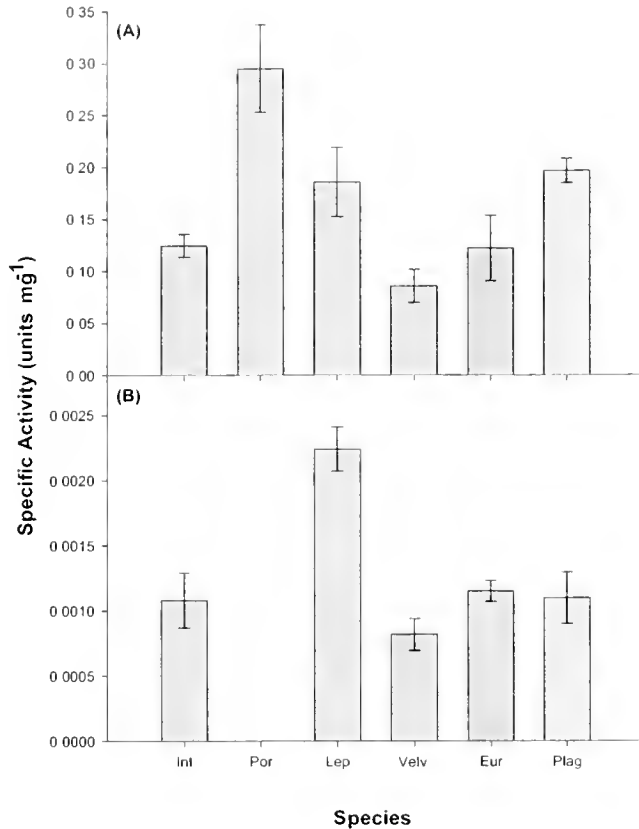 (A)
0 35
0 30
0 25
0 20
0 15
0 10
0 05
0 00
Specific Activity (units mg-1)
(B)
0 0025
0 0020
0 0015
0 0010
0 0005
0 0000
Int
Por
Lep
Velv
Eur
Plag
Species